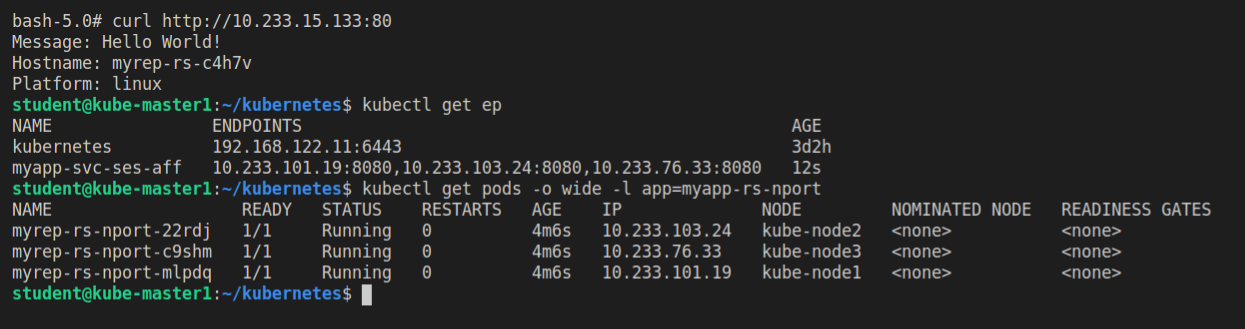 bash-5.0# curl http://10.233.15.133:80
Message: Hello World!
Hostname: myrep-rs-c4h7v
Platform: linux
student@kube-master1:~/kubernetes$ kubectl get ep
NAME ENDPOINTS AGE
kubernetes 192.168.122.11:6443 3d2h
myapp-svc-ses-aff 10.233.101.19:8080,10.233.103.24:8080,10.233.76.33:8080 12s
student@kube-master1:~/kubernetes$ kubectl get pods -o wide -l app=myapp-rs-nport
NAME READY STATUS RESTARTS AGE IP NODE NOMINATED NODE READINESS GATES
myrep-rs-nport-22rdj 1/1 Running 0 4m6s 10.233.103.24 kube-node2 <none> <none>
myrep-rs-nport-c9shm 1/1 Running 0 4m6s 10.233.76.33 kube-node3 <none> <none>
myrep-rs-nport-mlpdq 1/1 Running 0 4m6s 10.233.101.19 kube-node1 <none> <none>
student@kube-master1:~/kubernetes$